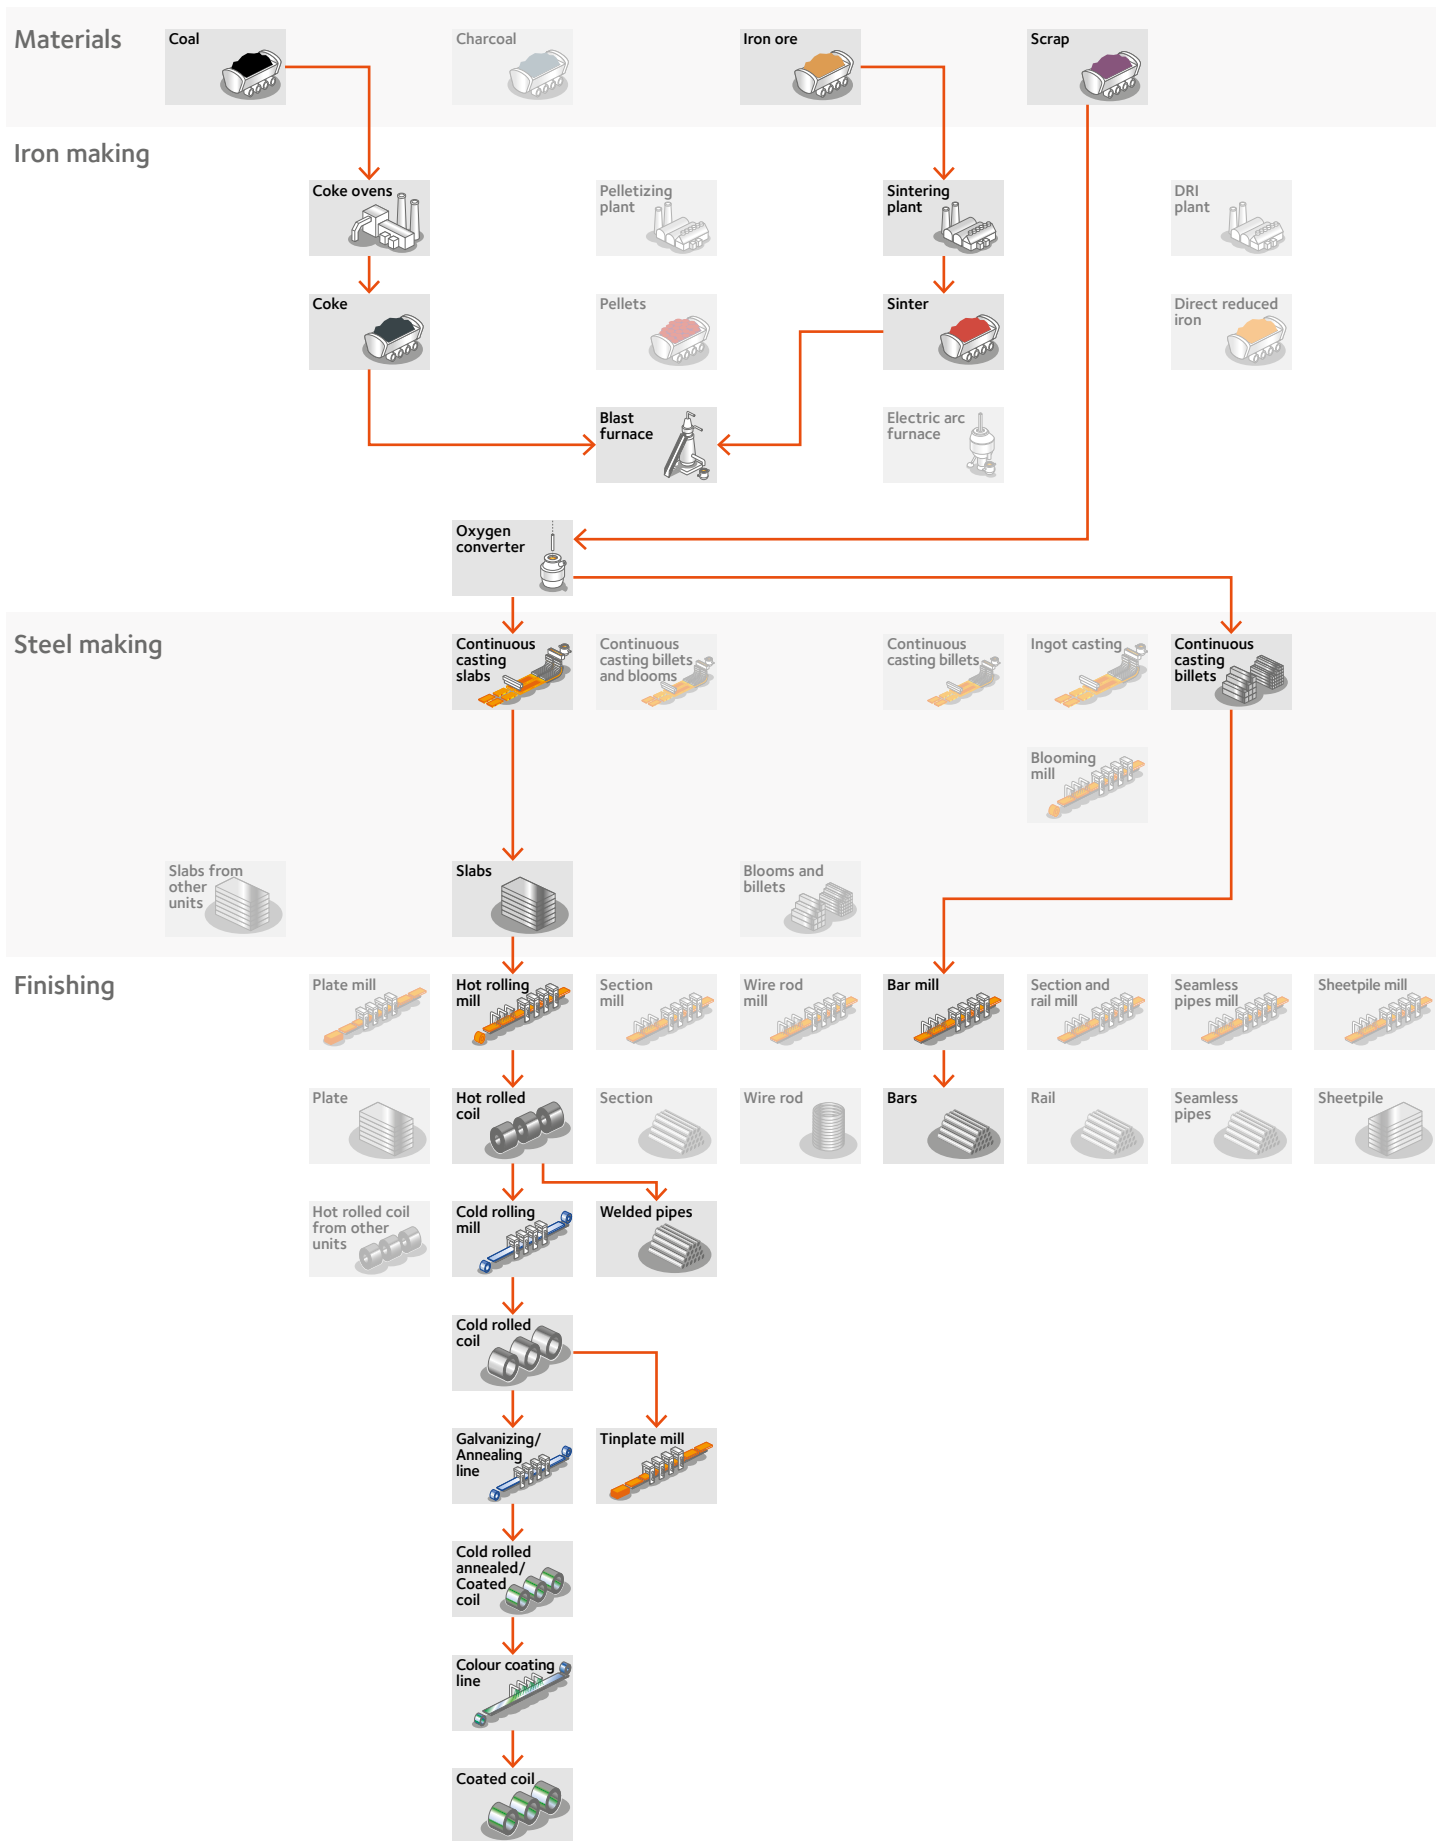 Materials
Coal
Charcoal
Iron ore
Scrap
Iron making
Coke ovens
Pelletizing
plant
Sintering
plant
DRI
plant
Coke
Pellets
Sinter
Direct reduced
iron
Blast
furnace
Electric arc
furnace
Oxygen
converter
Steel making
Continuous
casting
slabs
Continuous
casting billets
and blooms
Continuous
casting billets
Ingot casting
Continuous
casting
billets
Blooming
mill
Slabs from
other
units
Slabs
Blooms and
billets
Finishing
Plate mill
Hot rolling
mill
Section
mill
Wire rod
mill
Bar mill
Section and
rail mill
Seamless
pipes mill
Sheetpile mill
Plate
Hot rolled
coil
Section
Wire rod
Bars
Rail
Seamless
pipes
Sheetpile
Hot rolled coil
from other
units
Cold rolling
mill
Welded pipes
Cold rolled
coil
Galvanizing/
Annealing
line
Tinplate mill
Cold rolled
annealed/
Coated
coil
Colour coating
line
Coated coil